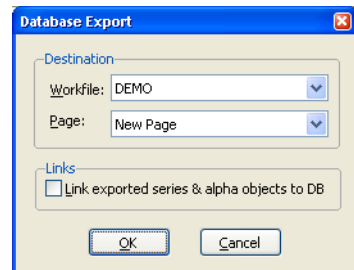 Database Export
Destination
Workfile: DEMO
Page: New Page
Links
Link exported series & alpha objects to DB
OK Cancel